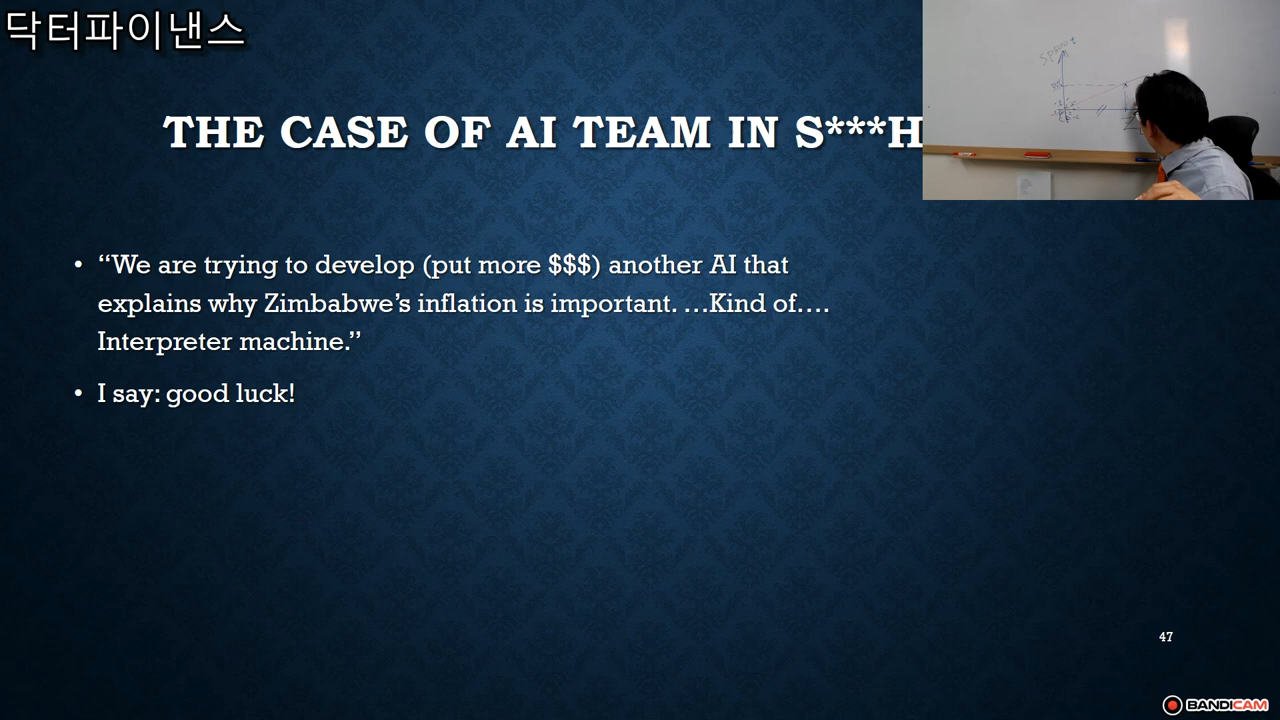 닥터파이낸스
THE CASE OF AI TEAM IN S***H
• “We are trying to develop (put more $$$) another AI that
explains why Zimbabwe’s inflation is important. …Kind of….
Interpreter machine.”
• I say: good luck!
47
BANDICAM